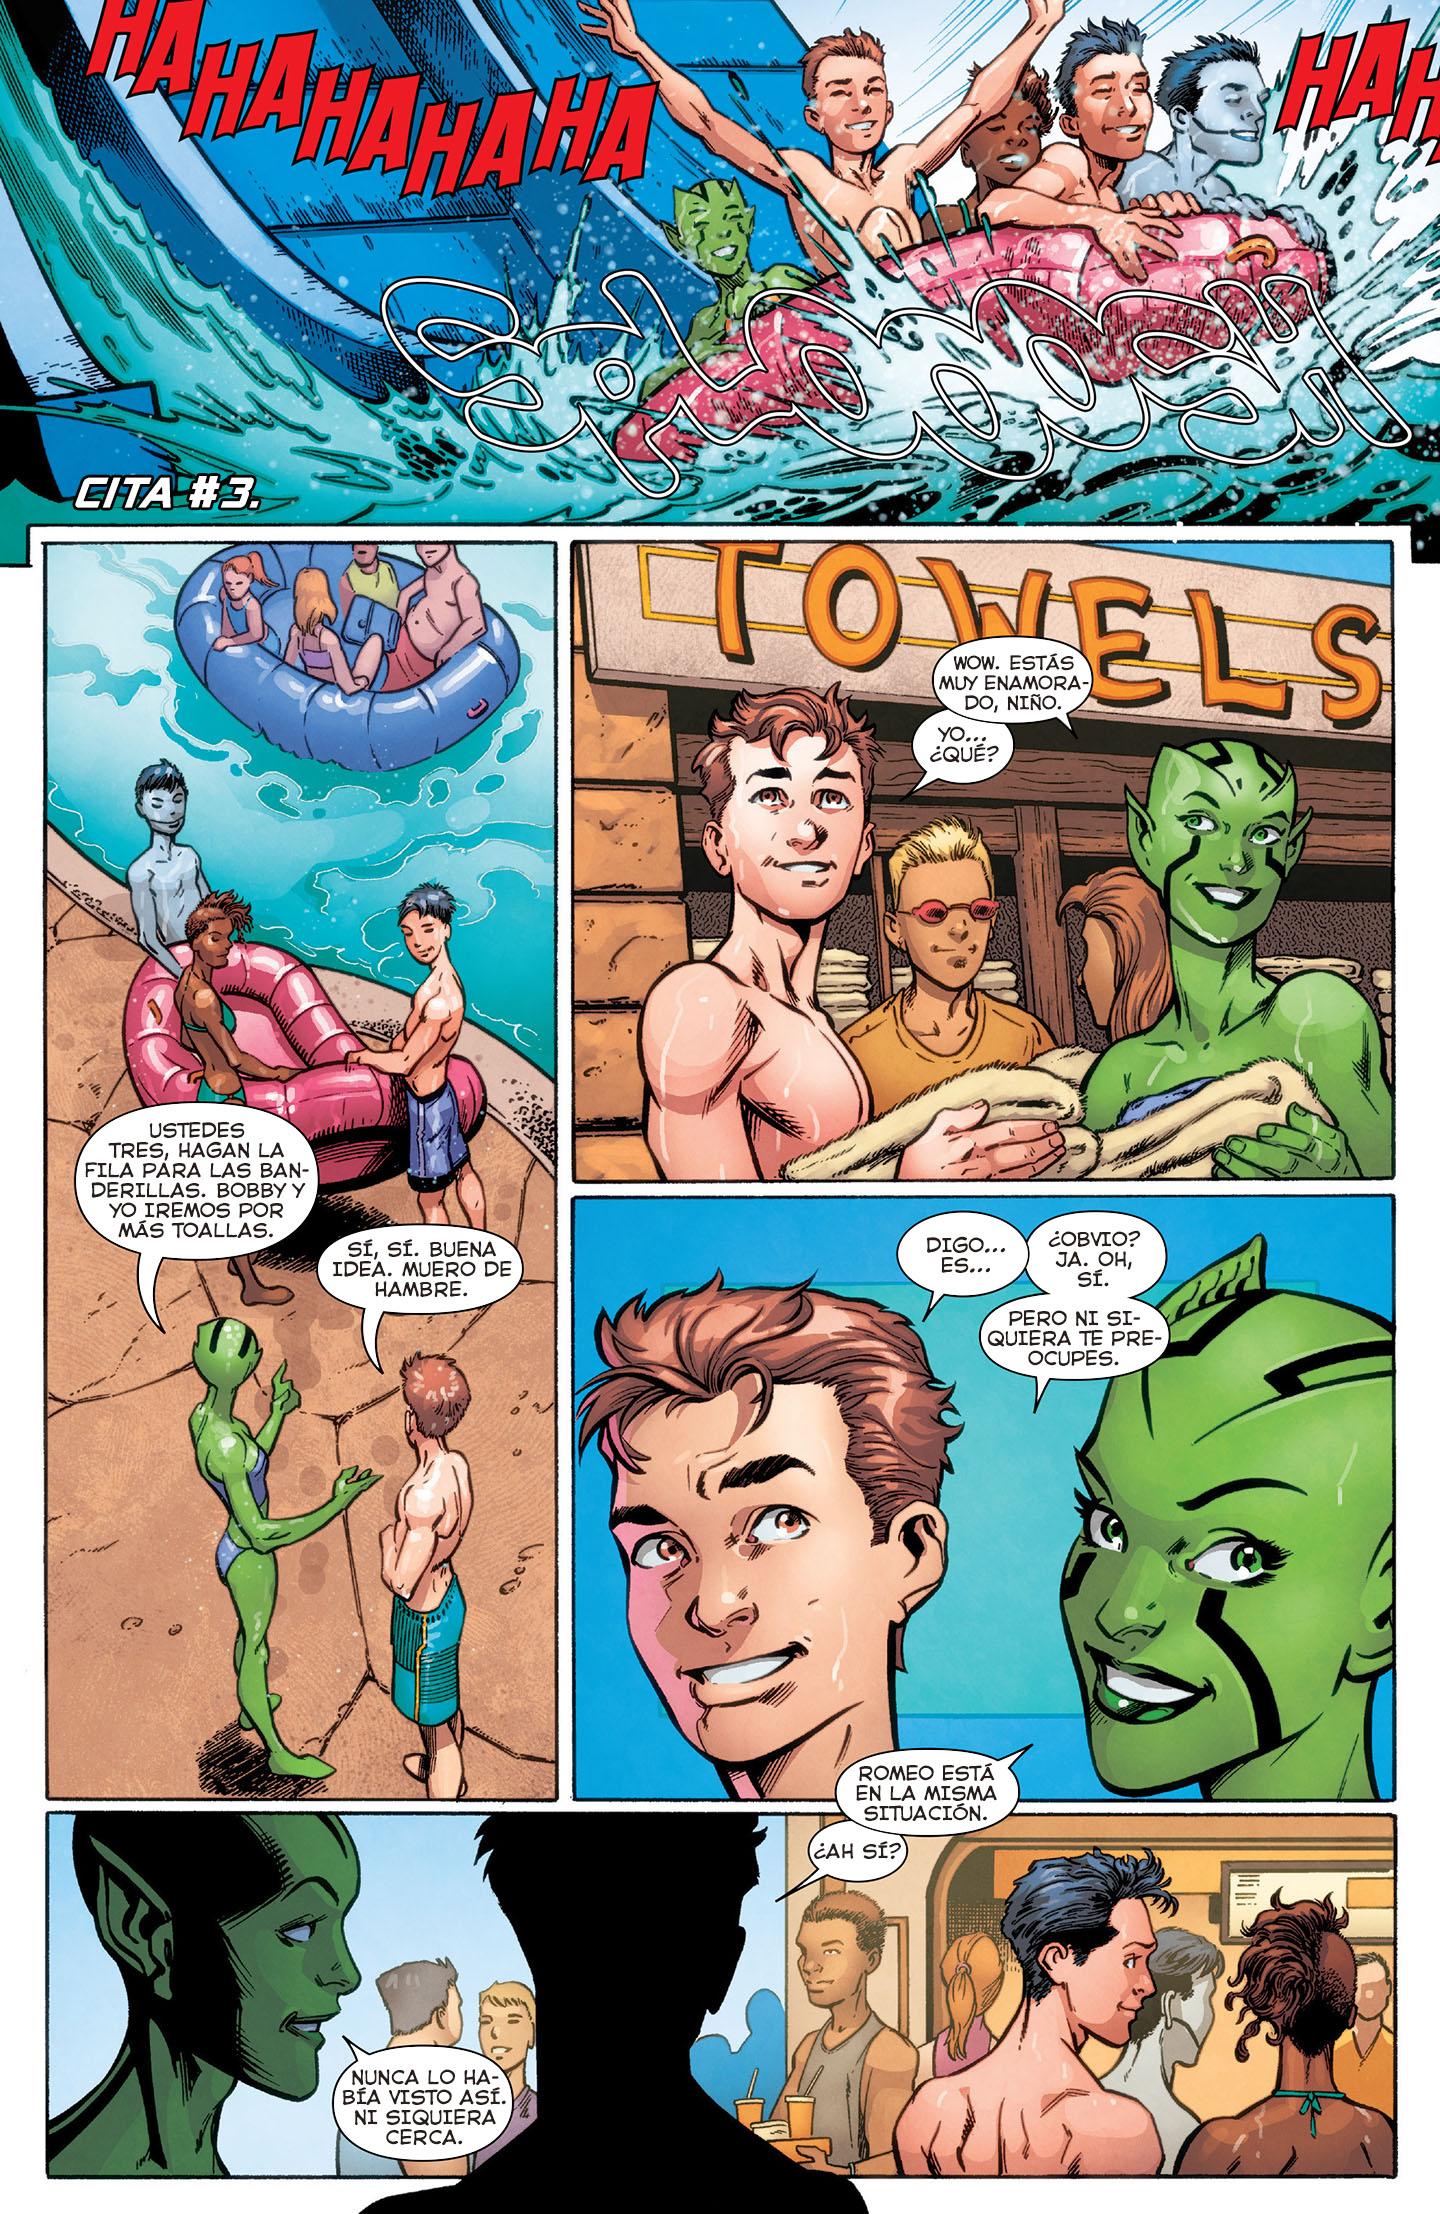 HAHAHAHAHAHAHA
HAH
SPLOOOSH
CITA #3.
USTEDES
TRES, HAGAN LA
FILA PARA LAS BAN-
DERILLAS. BOBBY Y
YO IREMOS POR
MÁS TOALLAS.
SÍ, SÍ. BUENA
IDEA. MUERO DE
HAMBRE.
TOWELS
WOW. ESTÁS
MUY ENAMORA-
DO, NIÑO.
YO...
¿QUÉ?
DIGO...
ES...
¿OBVIO?
JA. OH,
SÍ.
PERO NI SI-
QUIERA TE PRE-
OCUPES.
ROMEO ESTÁ
EN LA MISMA
SITUACIÓN.
¿AH SÍ?
NUNCA LO HA-
BÍA VISTO ASÍ.
NI SIQUIERA
CERCA.